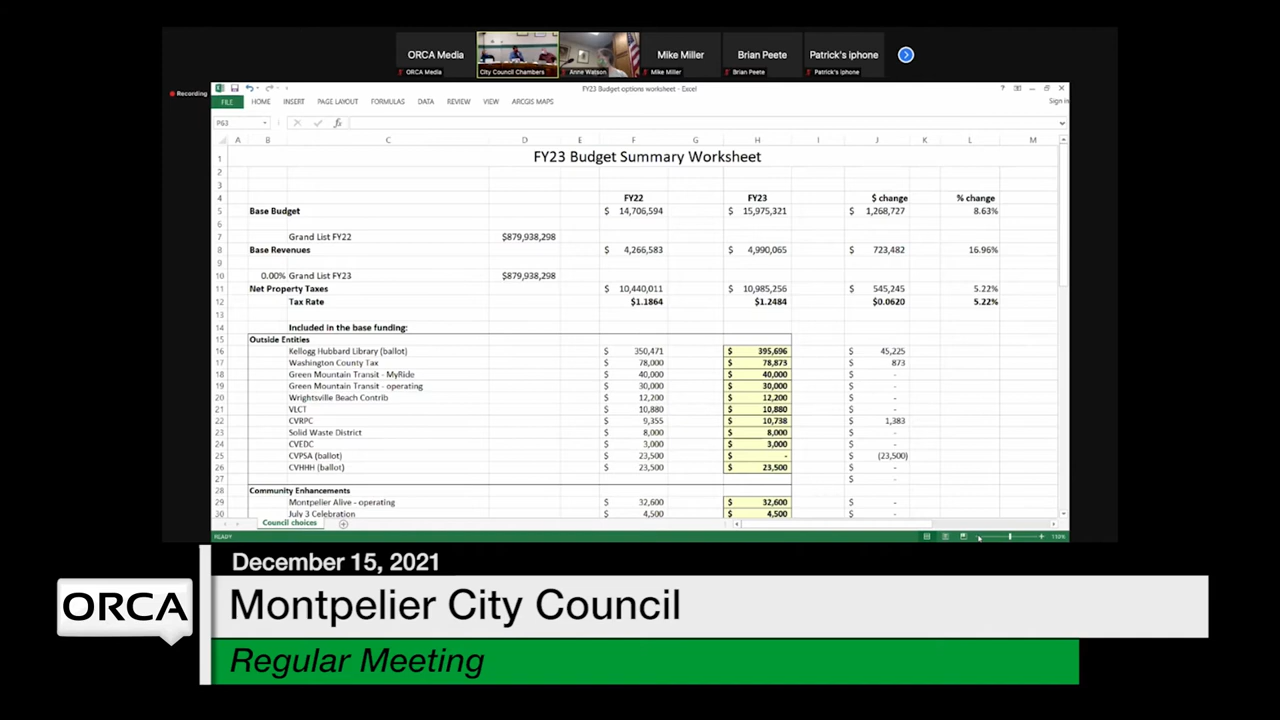 ORCA Media
Mike Miller
Brian Peete
Patrick's iphone
ORCA Media
City Council Chambers
Anne Watson
Mike Miller
Brian Peete
Patrick's iphone
Recording
FY23 Budget options worksheet - Excel
Sign in
FILE HOME INSERT PAGE LAYOUT FORMULAS DATA REVIEW VIEW ARCGIS MAPS
P63 fx
A B C D E F G H I J K L M
1 FY23 Budget Summary Worksheet
2
3
4 FY22 FY23 $ change % change
5 Base Budget $ 14,706,594 $ 15,975,321 $ 1,268,727 8.63%
6
7 Grand List FY22 $879,938,298
8 Base Revenues $ 4,266,583 $ 4,990,065 $ 723,482 16.96%
9
10 0.00% Grand List FY23 $879,938,298
11 Net Property Taxes $ 10,440,011 $ 10,985,256 $ 545,245 5.22%
12 Tax Rate $1.1864 $1.2484 $0.0620 5.22%
13
14 Included in the base funding:
15 Outside Entities
16 Kellogg Hubbard Library (ballot) $ 350,471 $ 395,696 $ 45,225
17 Washington County Tax $ 78,000 $ 78,873 $ 873
18 Green Mountain Transit - MyRide $ 40,000 $ 40,000 $ -
19 Green Mountain Transit - operating $ 30,000 $ 30,000 $ -
20 Wrightsville Beach Contrib $ 12,200 $ 12,200 $ -
21 VLCT $ 10,880 $ 10,880 $ -
22 CVRPC $ 9,355 $ 10,738 $ 1,383
23 Solid Waste District $ 8,000 $ 8,000 $ -
24 CVEDC $ 3,000 $ 3,000 $ -
25 CVPSA (ballot) $ 23,500 $ - $ (23,500)
26 CVHHH (ballot) $ 23,500 $ 23,500 $ -
27 $ -
28 Community Enhancements
29 Montpelier Alive - operating $ 32,600 $ 32,600 $ -
30 July 3 Celebration $ 4,500 $ 4,500 $ -
Council choices
READY 110%
December 15, 2021
ORCA
Montpelier City Council
Regular Meeting